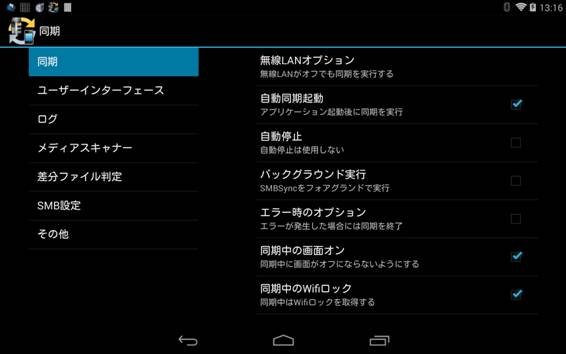 13:16
同期
同期
ユーザーインターフェース
ログ
メディアスキャナー
差分ファイル判定
SMB設定
その他
無線LANオプション
無線LANがオフでも同期を実行する
自動同期起動
アプリケーション起動後に同期を実行
自動停止
自動停止は使用しない
バックグラウンド実行
SMBSyncをフォアグランドで実行
エラー時のオプション
エラーが発生した場合には同期を終了
同期中の画面オン
同期中に画面がオフにならないようにする
同期中のWifiロック
同期中はWifiロックを取得する